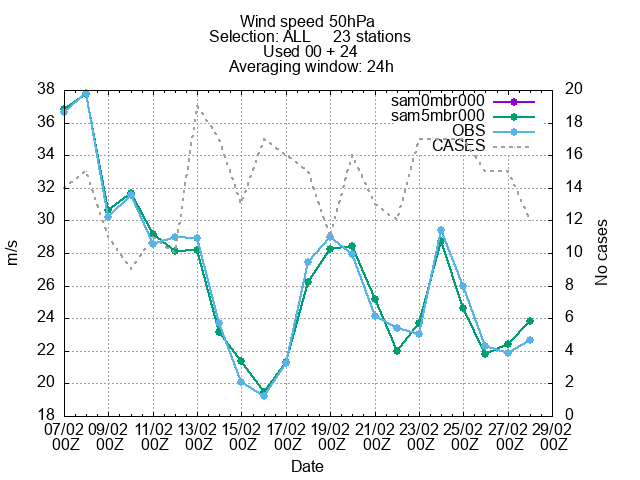 Wind speed 50hPa
Selection: ALL     23 stations
Used 00 + 24
Averaging window: 24h
38 20
36 18
34 16
32 14
30 12
28 10
26 8
24 6
22 4
20 2
18 0
sam0mbr000
sam5mbr000
OBS
CASES
m/s
No cases
07/02 09/02 11/02 13/02 15/02 17/02 19/02 21/02 23/02 25/02 27/02 29/02
00Z 00Z 00Z 00Z 00Z 00Z 00Z 00Z 00Z 00Z 00Z 00Z
Date